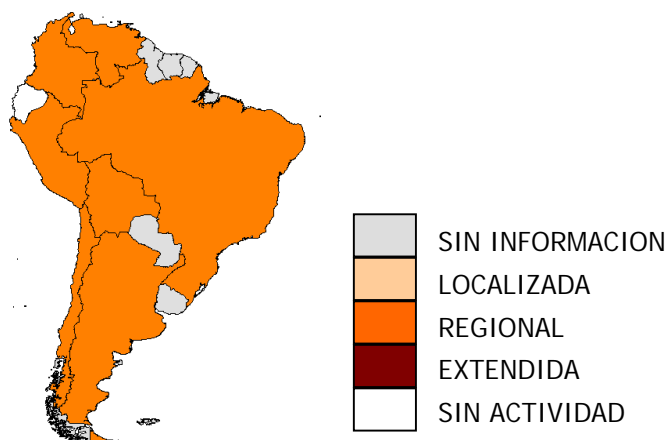 SIN INFORMACION
LOCALIZADA
REGIONAL
EXTENDIDA
SIN ACTIVIDAD